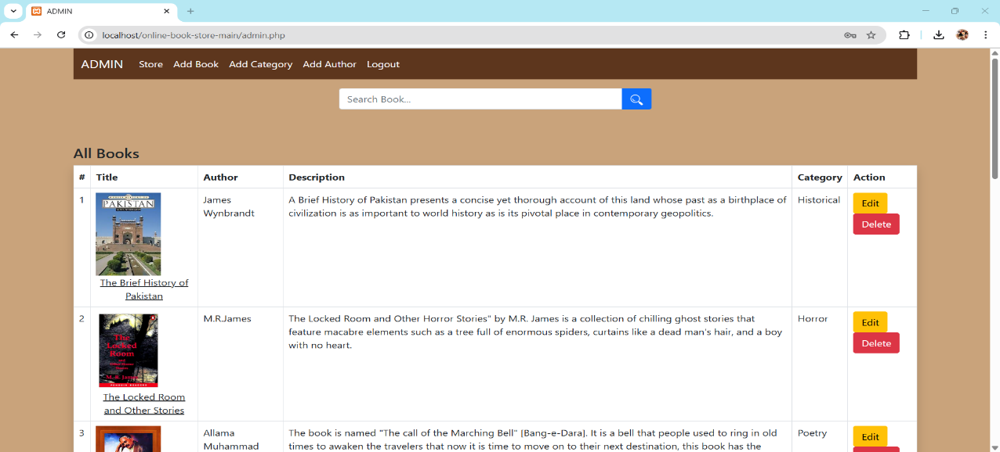 ADMIN
localhost/online-book-store-main/admin.php
ADMIN Store Add Book Add Category Add Author Logout
Search Book...
All Books
# Title Author Description Category Action
1
PAKISTAN
The Brief History of
Pakistan
James
Wynbrandt
A Brief History of Pakistan presents a concise yet thorough account of this land whose past as a birthplace of
civilization is as important to world history as is its pivotal place in contemporary geopolitics.
Historical
Edit
Delete
2
The
Locked
Room
PENGUIN READERS
The Locked Room
and Other Stories
M.R.James
The Locked Room and Other Horror Stories" by M.R. James is a collection of chilling ghost stories that
feature macabre elements such as a tree full of enormous spiders, curtains like a dead man's hair, and a boy
with no heart.
Horror
Edit
Delete
3
Allama
Muhammad
The book is named "The call of the Marching Bell" [Bang-e-Dara]. It is a bell that people used to ring in old
times to awaken the travelers that now it is time to move on to their next destination, this book has the
Poetry
Edit